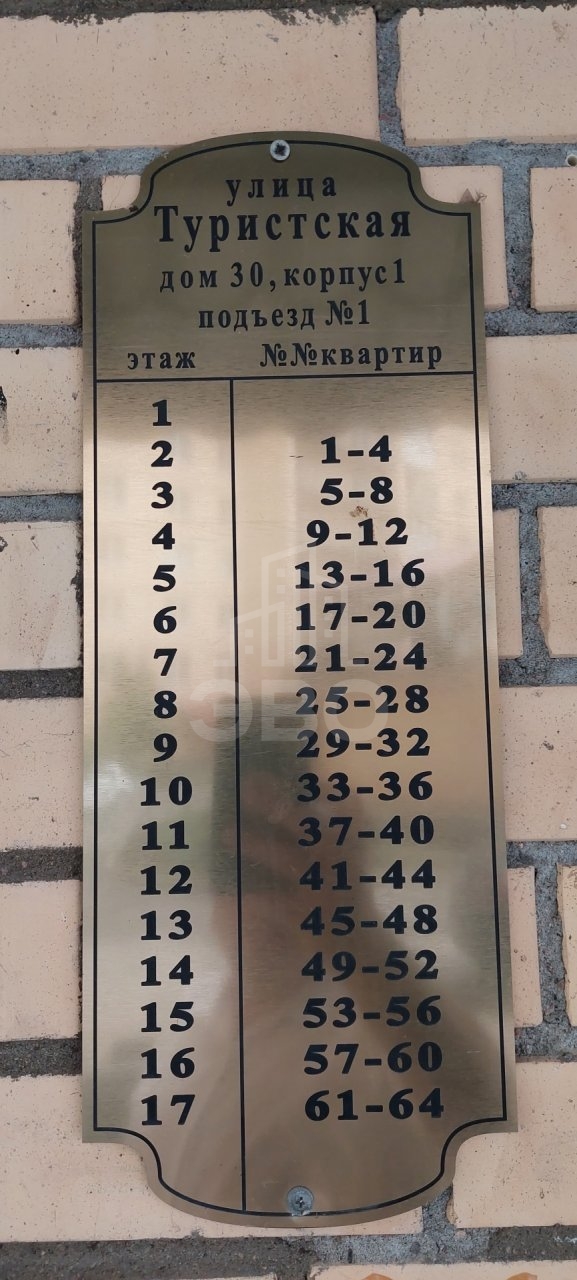 улица
Туристская
дом 30, корпус1
подъезд №1
этаж №№квартир
1
2 1-4
3 5-8
4 9-12
5 13-16
6 17-20
7 21-24
8 25-28
ЭВО
9 29-32
10 33-36
11 37-40
12 41-44
13 45-48
14 49-52
15 53-56
16 57-60
17 61-64